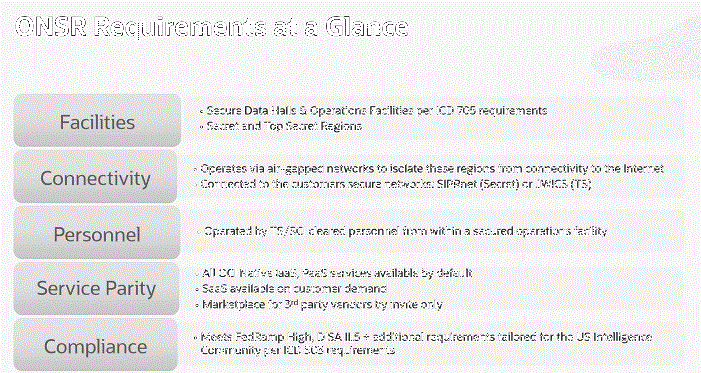 ONSR Requirements at a Glance
Facilities
• Secure Data Halls & Operations Facilities per ICD 705 requirements
• Secret and Top Secret Regions
Connectivity
• Operates via air-gapped networks to isolate these regions from connectivity to the Internet
• Connected to the customers secure networks: SIPRnet (Secret) or JWICS (TS)
Personnel
• Operated by TS/SCI cleared personnel from within a secured operations facility
Service Parity
• All OCI Native IaaS, PaaS services available by default
• SaaS available on customer demand
• Marketplace for 3rd party vendors by invite only
Compliance
• Meets FedRamp High, DISA IL5 + additional requirements tailored for the US Intelligence
Community per ICD 503 requirements